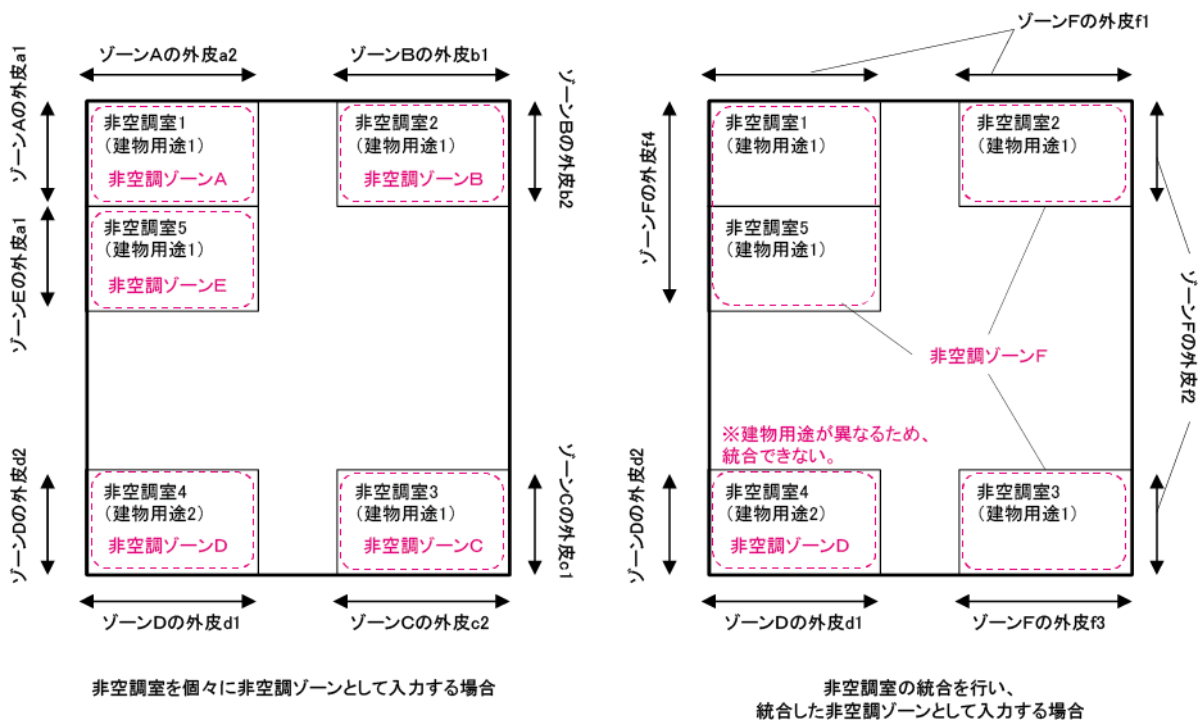 ゾーンAの外皮a2
ゾーンBの外皮b1
ゾーンAの外皮a1
ゾーンBの外皮b2
非空調室1
(建物用途1)
非空調ゾーンA
非空調室2
(建物用途1)
非空調ゾーンB
ゾーンEの外皮a1
非空調室5
(建物用途1)
非空調ゾーンE
ゾーンDの外皮d2
非空調室4
(建物用途2)
非空調ゾーンD
非空調室3
(建物用途1)
非空調ゾーンC
ゾーンCの外皮c1
ゾーンDの外皮d1
ゾーンCの外皮c2
非空調室を個々に非空調ゾーンとして入力する場合
ゾーンFの外皮f1
ゾーンFの外皮f4
非空調室1
(建物用途1)
非空調室2
(建物用途1)
非空調室5
(建物用途1)
ゾーンFの外皮f2
非空調ゾーンF
※建物用途が異なるため、
統合できない。
ゾーンDの外皮d2
非空調室4
(建物用途2)
非空調ゾーンD
非空調室3
(建物用途1)
ゾーンDの外皮d1
ゾーンFの外皮f3
非空調室の統合を行い、
統合した非空調ゾーンとして入力する場合